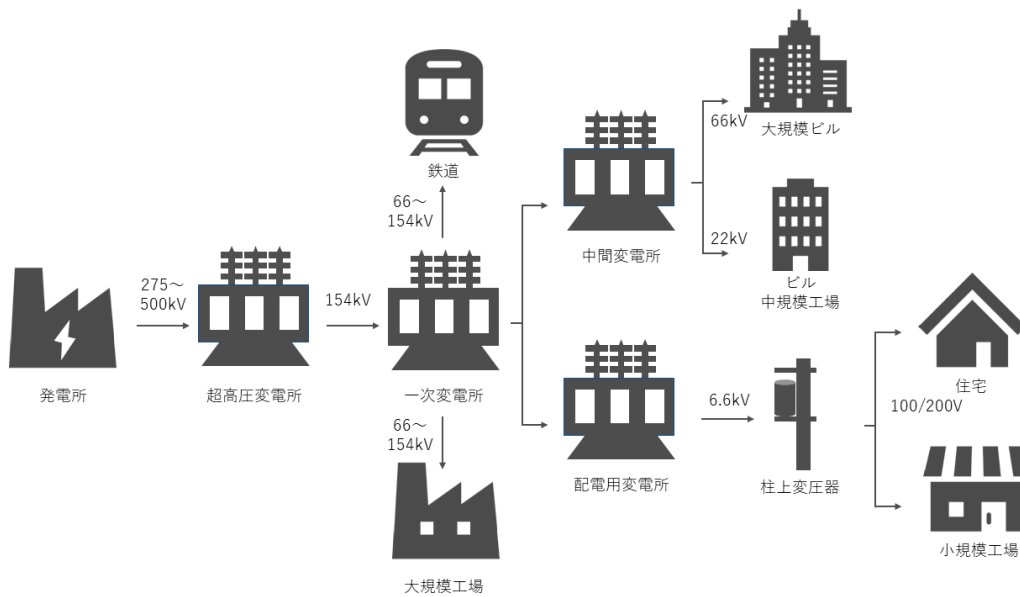 鉄道
66～
154kV
275～
500kV
154kV
発電所
超高圧変電所
一次変電所
66～
154kV
大規模工場
中間変電所
66kV
大規模ビル
22kV
ビル
中規模工場
配電用変電所
6.6kV
柱上変圧器
100/200V
住宅
小規模工場